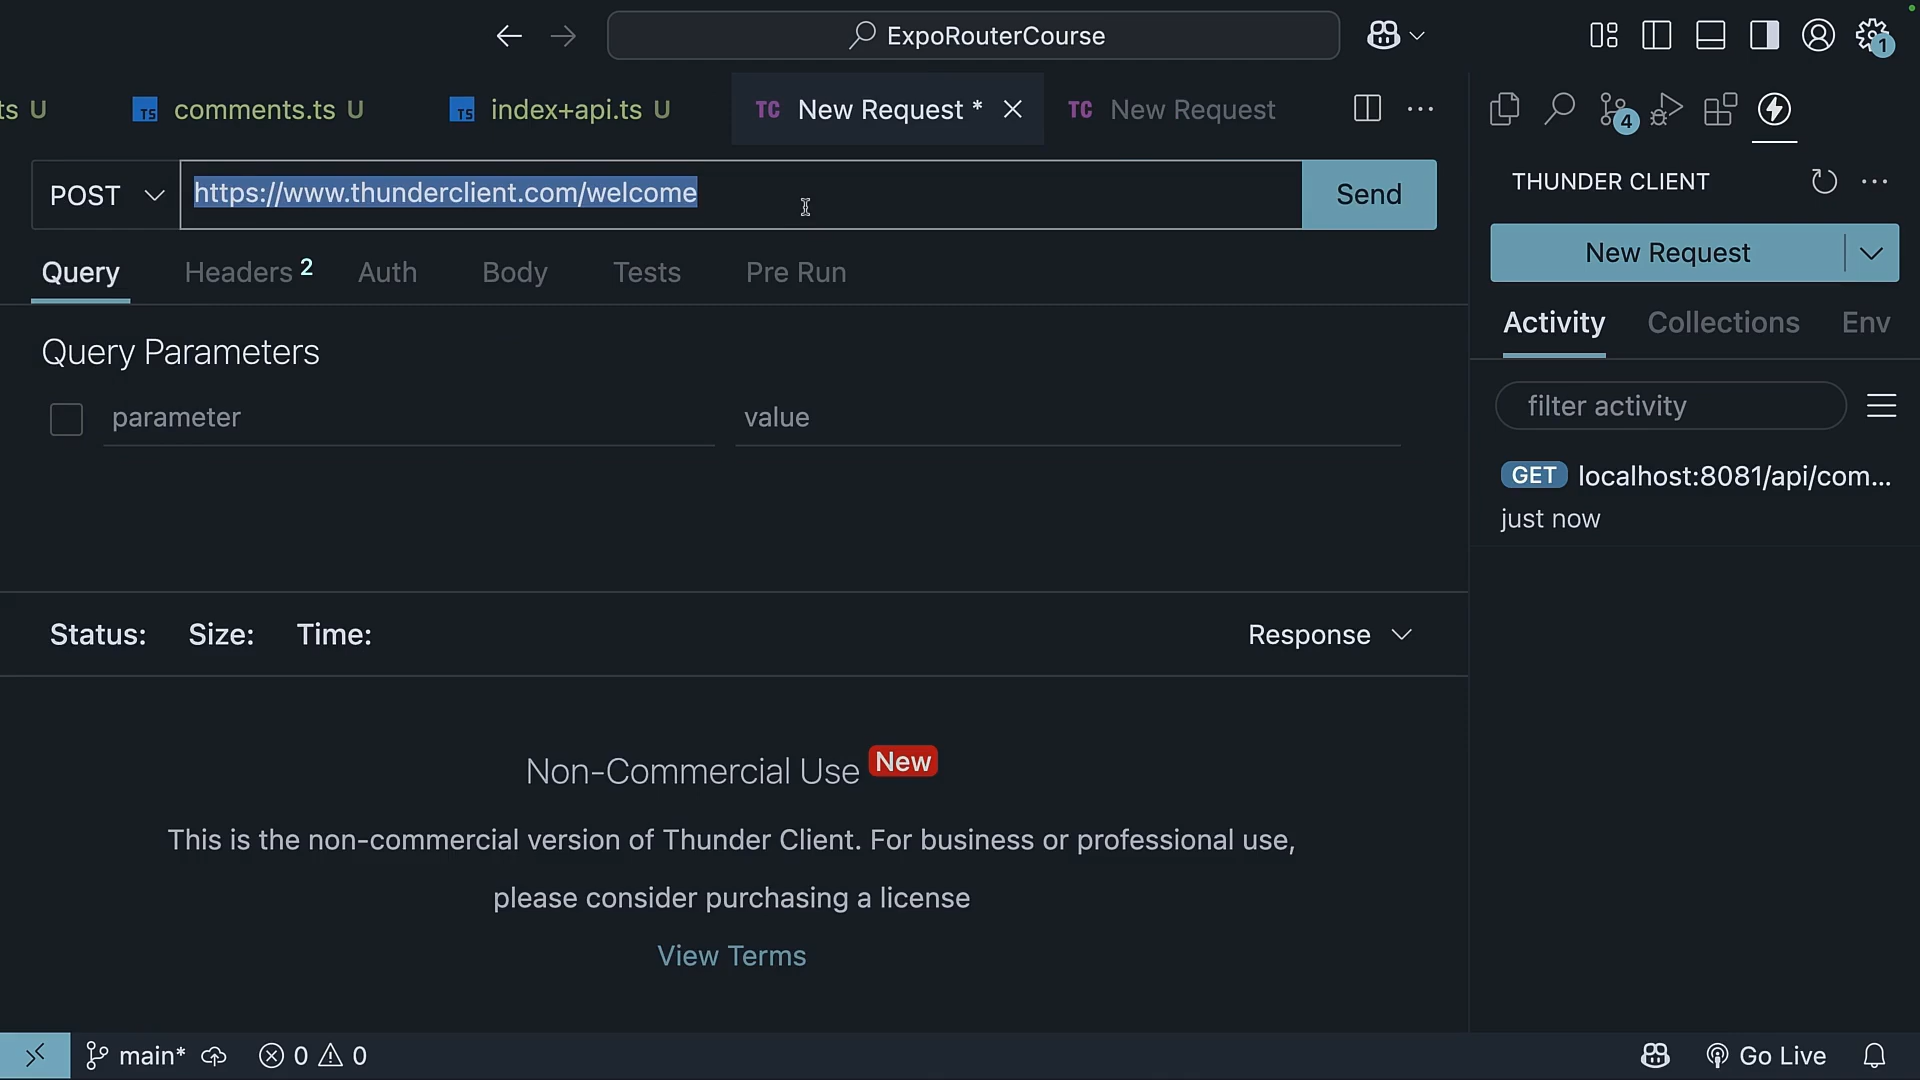 ExpoRouterCourse
1
ts U
TS comments.ts U
TS index+api.ts U
TC New Request *
TC New Request
4
POST
https://www.thunderclient.com/welcome
Send
THUNDER CLIENT
New Request
Query
Headers 2
Auth
Body
Tests
Pre Run
Activity
Collections
Env
Query Parameters
parameter
value
filter activity
GET localhost:8081/api/com...
just now
Status:
Size:
Time:
Response
Non-Commercial Use New
This is the non-commercial version of Thunder Client. For business or professional use,
please consider purchasing a license
View Terms
main*
0
0
Go Live